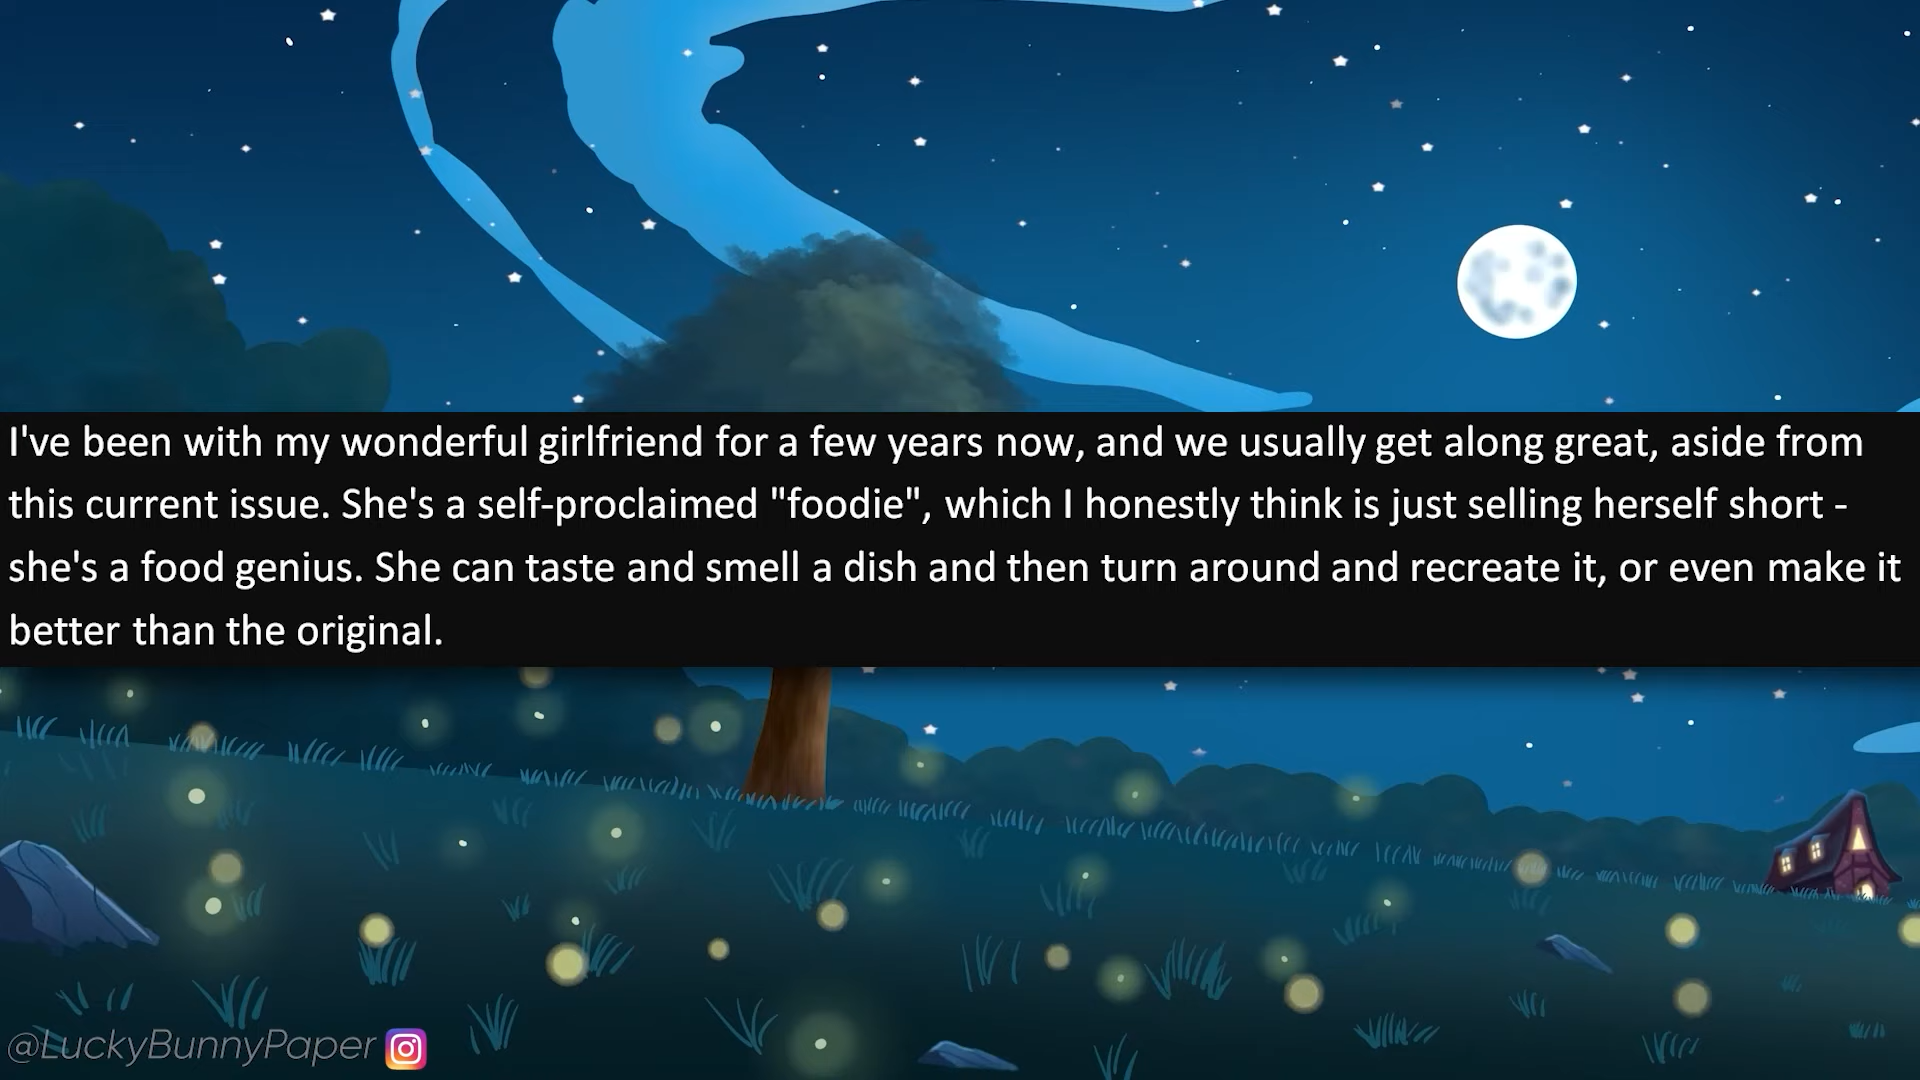 I've been with my wonderful girlfriend for a few years now, and we usually get along great, aside from
this current issue. She's a self-proclaimed "foodie", which I honestly think is just selling herself short -
she's a food genius. She can taste and smell a dish and then turn around and recreate it, or even make it
better than the original.
@LuckyBunnyPaper